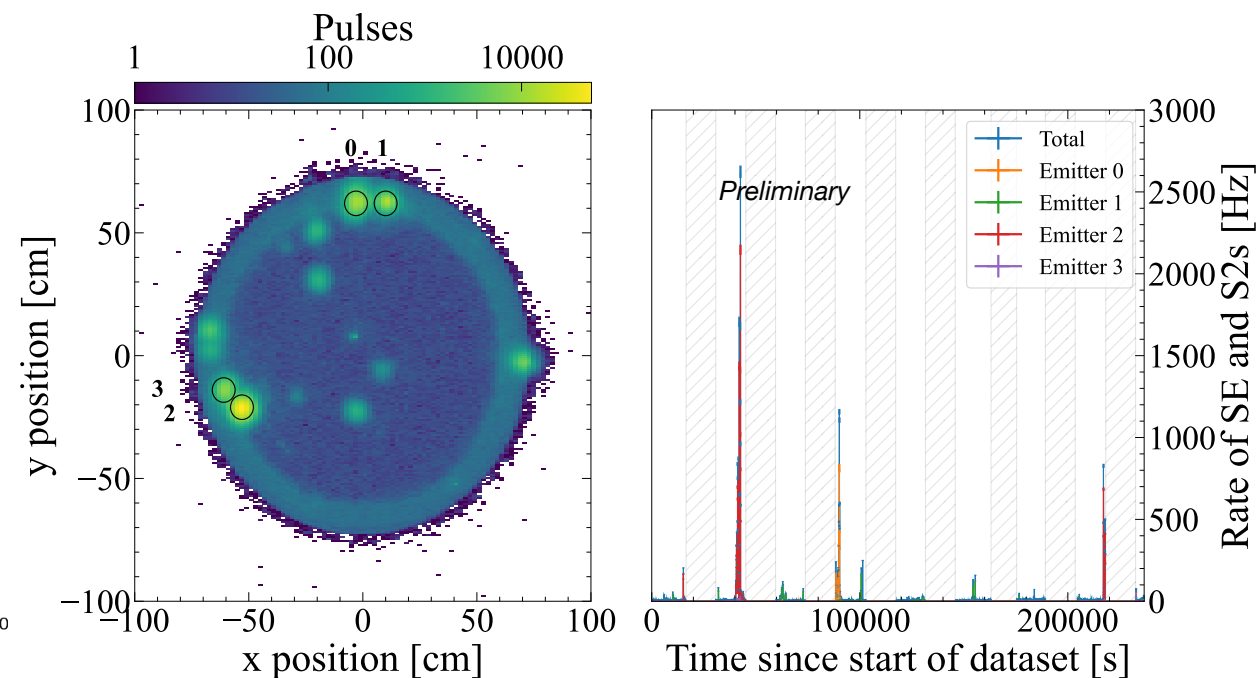 Pulses
1 100 10000
100
50
0
−50
−100
y position [cm]
0 1
3
2
−100 −50 0 50 100
x position [cm]
Preliminary
Total
Emitter 0
Emitter 1
Emitter 2
Emitter 3
3000
2500
2000
1500
1000
500
0
Rate of SE and S2s [Hz]
0 100000 200000
Time since start of dataset [s]